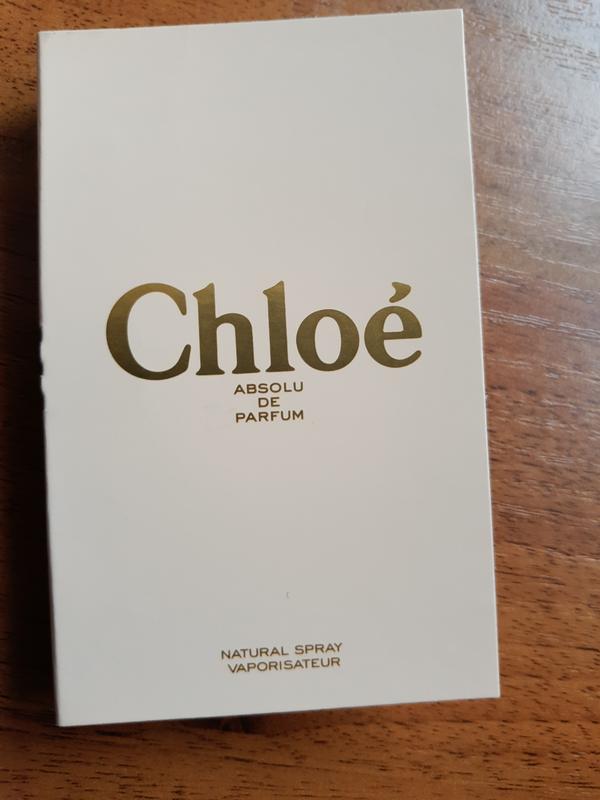 Chloé
ABSOLU
DE
PARFUM
NATURAL SPRAY
VAPORISATEUR